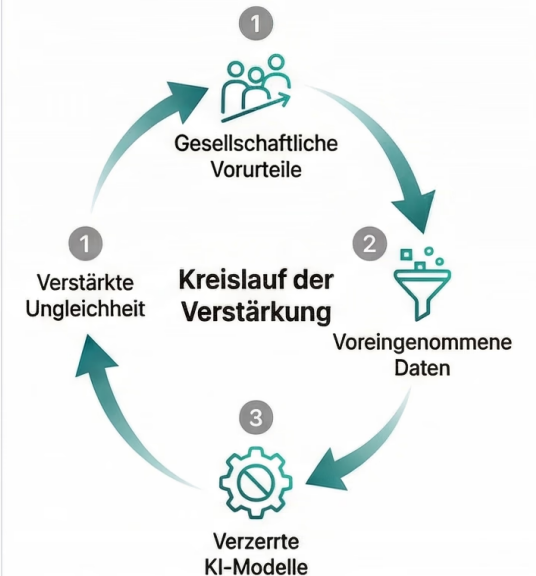 1
Gesellschaftliche
Vorurteile
2
Voreingenommene
Daten
3
Verzerrte
KI-Modelle
1
Verstärkte
Ungleichheit
Kreislauf der
Verstärkung